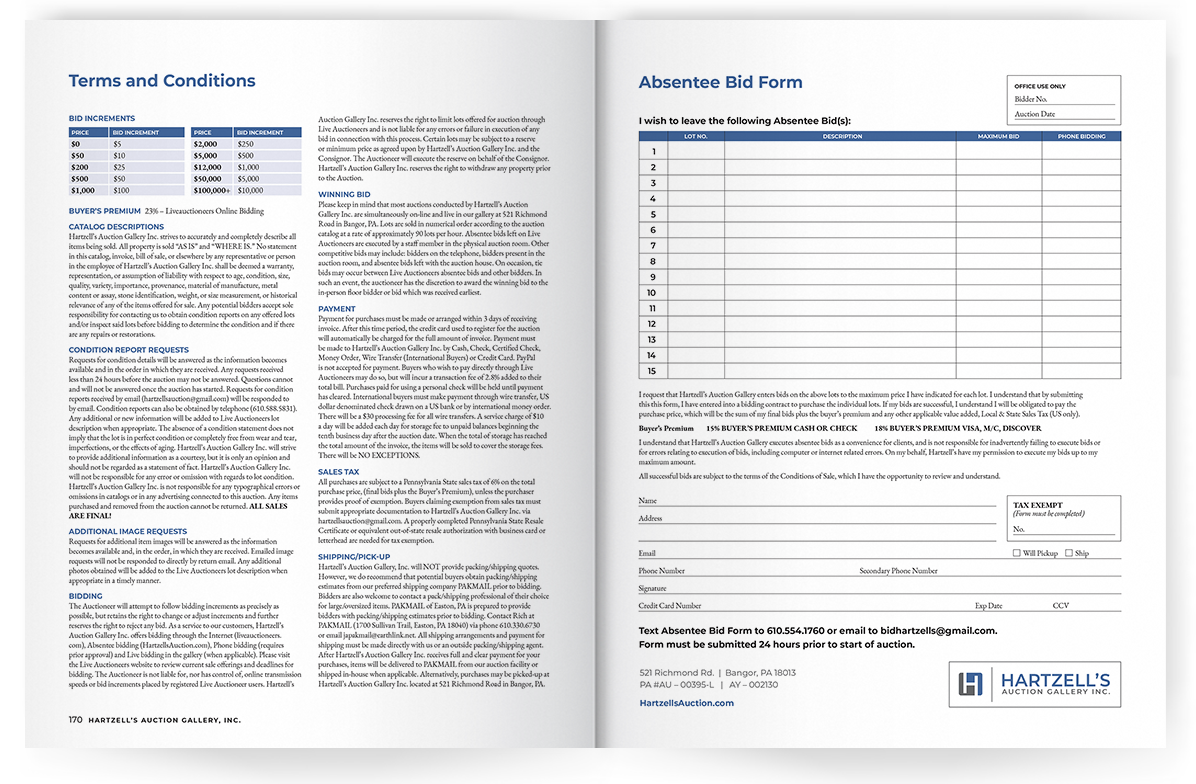 Terms and Conditions
BID INCREMENTS
PRICE BID INCREMENT PRICE BID INCREMENT
$0 $5 $2,000 $250
$50 $10 $5,000 $500
$200 $25 $12,000 $1,000
$500 $50 $50,000 $5,000
$1,000 $100 $100,000+ $10,000
BUYER'S PREMIUM 23% – Liveauctioneers Online Bidding
CATALOG DESCRIPTIONS
Hartzell's Auction Gallery Inc. strives to accurately and completely describe all
items being sold. All property is sold "AS IS" and "WHERE IS." No statement
in this catalog, invoice, bill of sale, or elsewhere by any representative or person
in the employee of Hartzell's Auction Gallery Inc. shall be deemed a warranty,
representation, or assumption of liability with respect to age, condition, size,
quality, variety, importance, provenance, material of manufacture, metal
content or assay, stone identification, weight, or size measurement, or historical
relevance of any of the items offered for sale. Any potential bidders accept sole
responsibility for contacting us to obtain condition reports on any offered lots
and/or inspect said lots before bidding to determine the condition and if there
are any repairs or restorations.
CONDITION REPORT REQUESTS
Requests for condition details will be answered as the information becomes
available and in the order in which they are received. Any requests received
less than 24 hours before the auction may not be answered. Questions cannot
and will not be answered once the auction has started. Requests for condition
reports received by email (hartzellsauction@gmail.com) will be responded to
by email. Condition reports can also be obtained by telephone (610.588.5831).
Any additional or new information will be added to Live Auctioneers lot
description when appropriate. The absence of a condition statement does not
imply that the lot is in perfect condition or completely free from wear and tear,
imperfections, or the effects of aging. Hartzell's Auction Gallery Inc. will strive
to provide additional information as a courtesy, but it is only an opinion and
should not be regarded as a statement of fact. Hartzell's Auction Gallery Inc.
will not be responsible for any error or omission with regards to lot condition.
Hartzell's Auction Gallery Inc. is not responsible for any typographical errors or
omissions in catalogs or in any advertising connected to this auction. Any items
purchased and removed from the auction cannot be returned. ALL SALES
ARE FINAL!
ADDITIONAL IMAGE REQUESTS
Requests for additional item images will be answered as the information
becomes available and, in the order, in which they are received. Emailed image
requests will not be responded to directly by return email. Any additional
photos obtained will be added to the Live Auctioneers lot description when
appropriate in a timely manner.
BIDDING
The Auctioneer will attempt to follow bidding increments as precisely as
possible, but retains the right to change or adjust increments and further
reserves the right to reject any bid. As a service to our customers, Hartzell's
Auction Gallery Inc. offers bidding through the Internet (liveauctioneers.
com), Absentee bidding (HartzellsAuction.com), Phone bidding (requires
prior approval) and Live bidding in the gallery (when applicable). Please visit
the Live Auctioneers website to review current sale offerings and deadlines for
bidding. The Auctioneer is not liable for, nor has control of, online transmission
speeds or bid increments placed by registered Live Auctioneer users. Hartzell's
Auction Gallery Inc. reserves the right to limit lots offered for auction through
Live Auctioneers and is not liable for any errors or failure in execution of any
bid in connection with this process. Certain lots may be subject to a reserve
or minimum price as agreed upon by Hartzell's Auction Gallery Inc. and the
Consignor. The Auctioneer will execute the reserve on behalf of the Consignor.
Hartzell's Auction Gallery Inc. reserves the right to withdraw any property prior
to the Auction.
WINNING BID
Please keep in mind that most auctions conducted by Hartzell's Auction
Gallery Inc. are simultaneously on-line and live in our gallery at 521 Richmond
Road in Bangor, PA. Lots are sold in numerical order according to the auction
catalog at a rate of approximately 90 lots per hour. Absentee bids left on Live
Auctioneers are executed by a staff member in the physical auction room. Other
competitive bids may include: bidders on the telephone, bidders present in the
auction room, and absentee bids left with the auction house. On occasion, tie
bids may occur between Live Auctioneers absentee bids and other bidders. In
such an event, the auctioneer has the discretion to award the winning bid to the
in-person floor bidder or bid which was received earliest.
PAYMENT
Payment for purchases must be made or arranged within 3 days of receiving
invoice. After this time period, the credit card used to register for the auction
will automatically be charged for the full amount of invoice. Payment must
be made to Hartzell's Auction Gallery Inc. by Cash, Check, Certified Check,
Money Order, Wire Transfer (International Buyers) or Credit Card. PayPal
is not accepted for payment. Buyers who wish to pay directly through Live
Auctioneers may do so, but will incur a transaction fee of 2.8% added to their
total bill. Purchases paid for using a personal check will be held until payment
has cleared. International buyers must make payment through wire transfer, US
dollar denominated check drawn on a US bank or by international money order.
There will be a $30 processing fee for all wire transfers. A service charge of $10
a day will be added each day to unpaid balances beginning the
tenth business day after the auction date. When the total of storage has reached
the total amount of the invoice, the items will be sold to cover the storage fees.
There will be NO EXCEPTIONS.
SALES TAX
All purchases are subject to a Pennsylvania State sales tax of 6% on the total
purchase price, (final bids plus the Buyer's Premium), unless the purchaser
provides proof of exemption. Buyers claiming exemption from sales tax must
submit appropriate documentation to Hartzell's Auction Gallery Inc. via
hartzellsauction@gmail.com. A properly completed Pennsylvania State Resale
Certificate or equivalent out-of-state resale authorization with business card or
letterhead are needed for tax exemption.
SHIPPING/PICK-UP
Hartzell's Auction Gallery, Inc. will NOT provide packing/shipping quotes.
However, we do recommend that potential buyers obtain packing/shipping
estimates from our preferred shipping company PAKMAIL prior to bidding.
Bidders are also welcome to contact a pack/shipping professional of their choice
for large/oversized items. PAKMAIL of Easton, PA is prepared to provide
bidders with packing/shipping estimates prior to bidding. Contact Rich at
PAKMAIL (1700 Sullivan Trail, Easton, PA 18040) via phone 610.330.6730
or email japakmail@earthlink.net. All shipping arrangements and payment for
shipping must be made directly with us or an outside packing/shipping agent.
After Hartzell's Auction Gallery Inc. receives full and clear payment for your
purchases, items will be delivered to PAKMAIL from our auction facility or
shipped in-house when applicable. Alternatively, purchases may be picked-up at
Hartzell's Auction Gallery Inc. located at 521 Richmond Road in Bangor, PA.
170 HARTZELL'S AUCTION GALLERY, INC.
Absentee Bid Form
OFFICE USE ONLY
Bidder No.
Auction Date
I wish to leave the following Absentee Bid(s):
LOT NO. DESCRIPTION MAXIMUM BID PHONE BIDDING
1
2
3
4
5
6
7
8
9
10
11
12
13
14
15
I request that Hartzell's Auction Gallery enters bids on the above lots to the maximum price I have indicated for each lot. I understand that by submitting
this this form, I have entered into a bidding contract to purchase the individual lots. If my bids are successful, I understand I will be obligated to pay the
purchase price, which will be the sum of my final bids plus the buyer's premium and any other applicable value added, Local & State Sales Tax (US only).
Buyer's Premium 15% BUYER'S PREMIUM CASH OR CHECK 18% BUYER'S PREMIUM VISA, M/C, DISCOVER
I understand that Hartzell's Auction Gallery executes absentee bids as a convenience for clients, and is not responsible for inadvertently failing to execute bids or
for errors relating to execution of bids, including computer or internet related errors. On my behalf, Hartzell's have my permission to execute my bids up to my
maximum amount.
All successful bids are subject to the terms of the Conditions of Sale, which I have the opportunity to review and understand.
Name
Address
TAX EXEMPT
(Form must be completed)
No.
Email
Will Pickup Ship
Phone Number Secondary Phone Number
Signature
Credit Card Number Exp Date CCV
Text Absentee Bid Form to 610.554.1760 or email to bidhartzells@gmail.com.
Form must be submitted 24 hours prior to start of auction.
521 Richmond Rd. | Bangor, PA 18013
PA #AU – 00395-L | AY – 002130
HartzellsAuction.com
HARTZELL'S
AUCTION GALLERY INC.